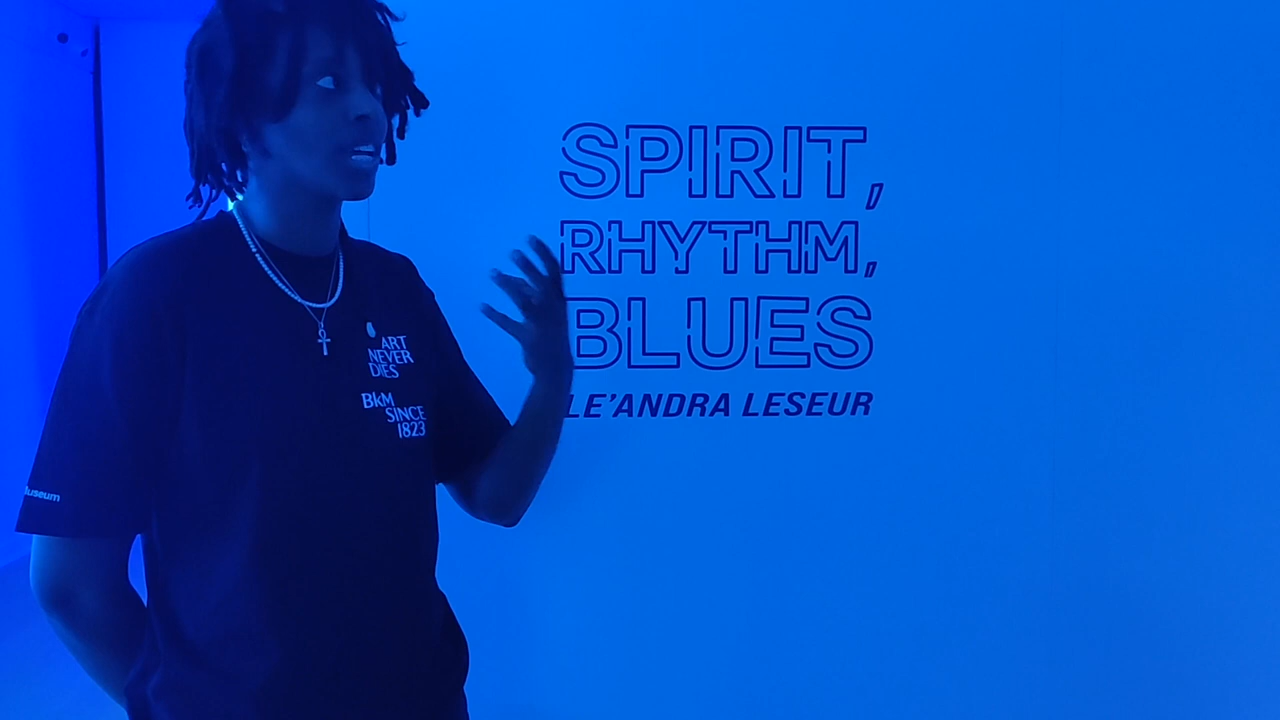 SPIRIT,
RHYTHM,
BLUES
LE'ANDRA LESEUR
ART
NEVER
DIES
BkM
SINCE
1823